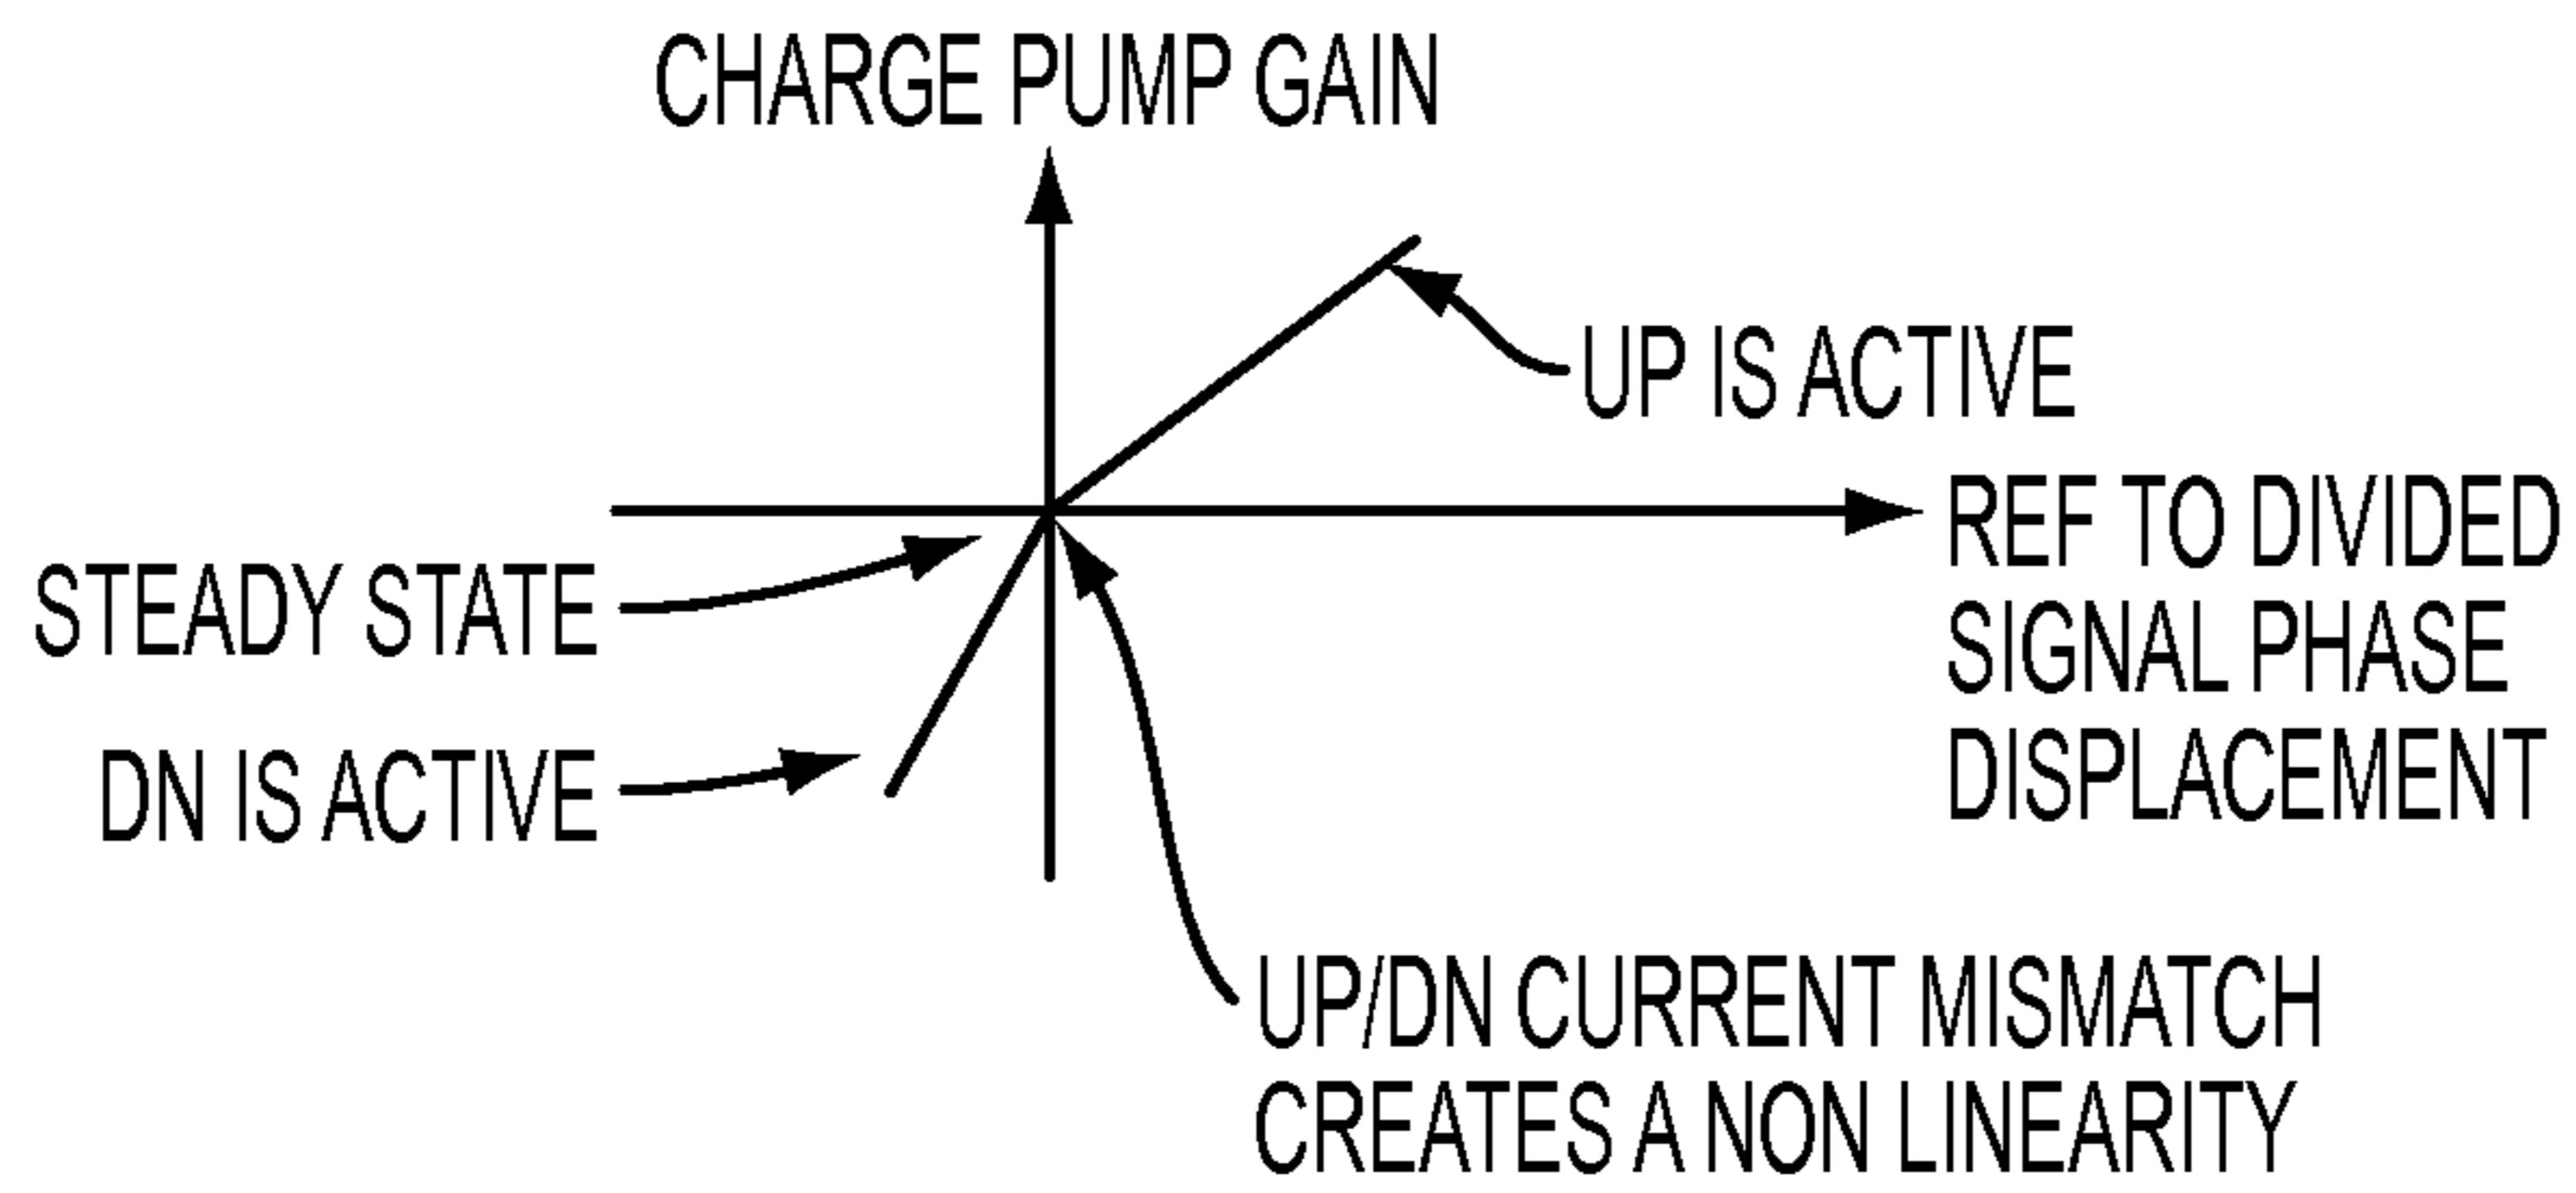 CHARGE PUMP GAIN
UP IS ACTIVE
REF TO DIVIDED
SIGNAL PHASE
DISPLACEMENT
STEADY STATE
DN IS ACTIVE
UP/DN CURRENT MISMATCH
CREATES A NON LINEARITY